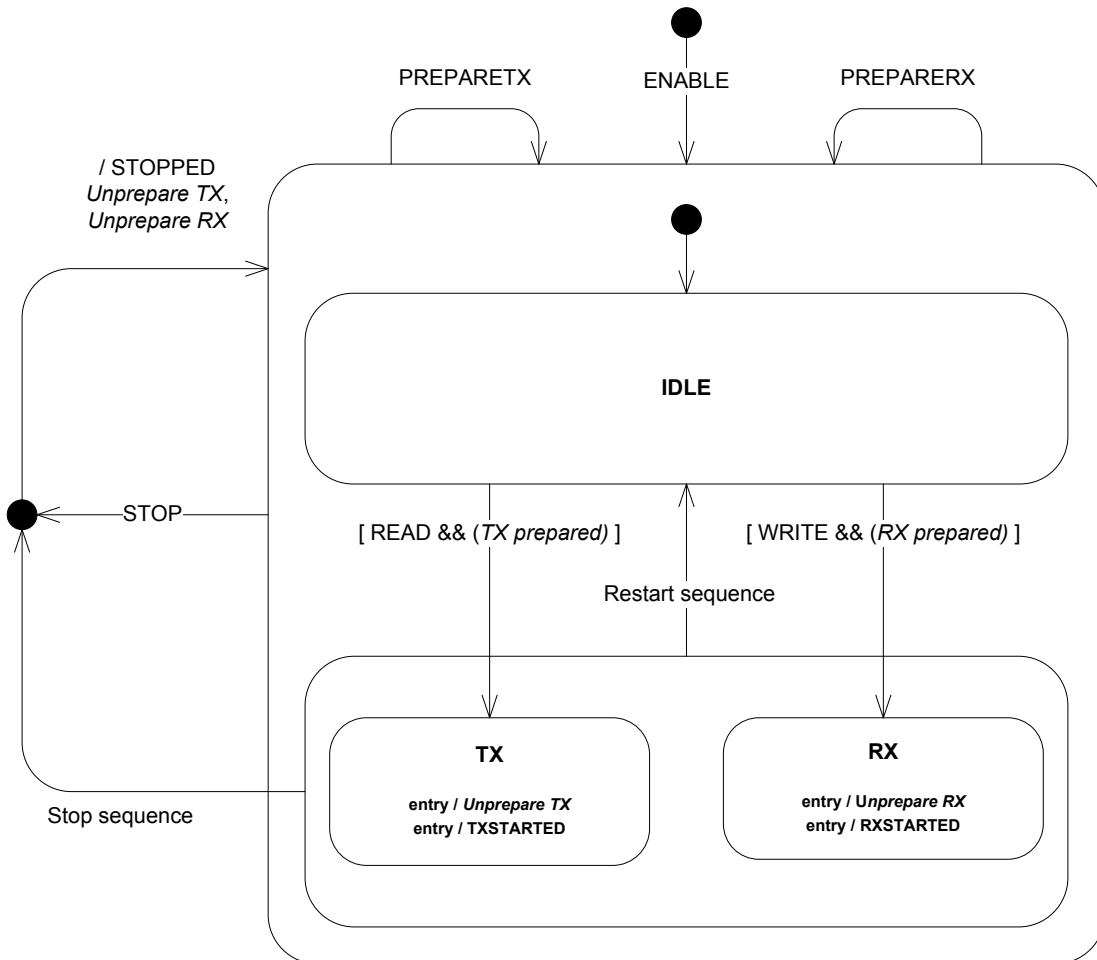 PREPARETX
ENABLE
PREPARERX
/ STOPPED
Unprepare TX,
Unprepare RX
IDLE
STOP
[ READ && (TX prepared) ]
[ WRITE && (RX prepared) ]
Restart sequence
TX
entry / Unprepare TX
entry / TXSTARTED
RX
entry / Unprepare RX
entry / RXSTARTED
Stop sequence